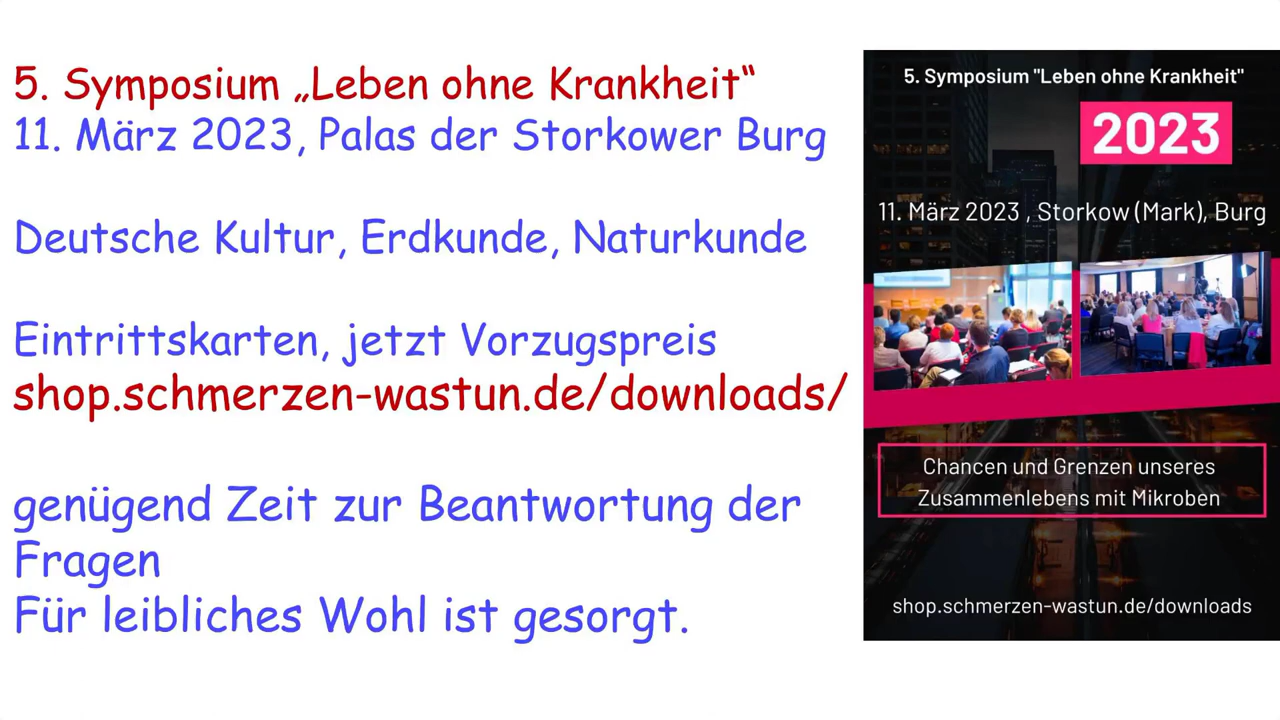 5. Symposium „Leben ohne Krankheit“
11. März 2023, Palas der Storkower Burg
Deutsche Kultur, Erdkunde, Naturkunde
Eintrittskarten, jetzt Vorzugspreis
shop.schmerzen-wastun.de/downloads/
genügend Zeit zur Beantwortung der
Fragen
Für leibliches Wohl ist gesorgt.
5. Symposium "Leben ohne Krankheit"
2023
11. März 2023 , Storkow (Mark), Burg
Chancen und Grenzen unseres
Zusammenlebens mit Mikroben
shop.schmerzen-wastun.de/downloads